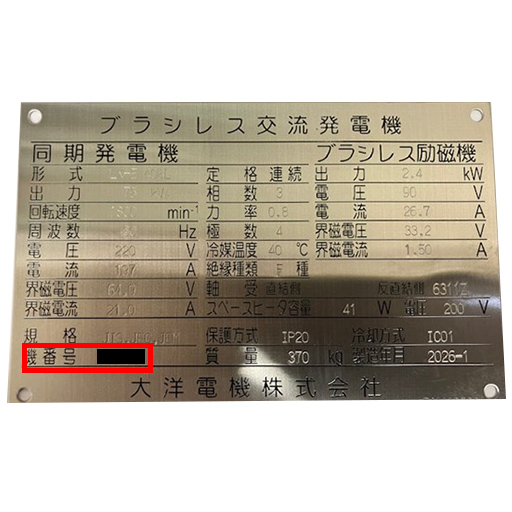 ブラシレス交流発電機
同期発電機 ブラシレス励磁機
形式 定格 連続 出力 2.4 kW
出力 相数 3 電圧 90 V
回転速度 min⁻¹ 力率 0.8 電流 26.7 A
周波数 Hz 極数 4 界磁電圧 33.2 V
電圧 220 V 冷媒温度 40 ℃ 界磁電流 1.50 A
電流 A 絶縁種類 F 種
界磁電圧 V 軸受 直結側 反直結側 6311Z
界磁電流 A スペースヒータ容量 41 W 電圧 200 V
規格 保護方式 IP20 冷却方式 IC01
機番号 質量 370 kg 製造年月 2026-1
大洋電機株式会社